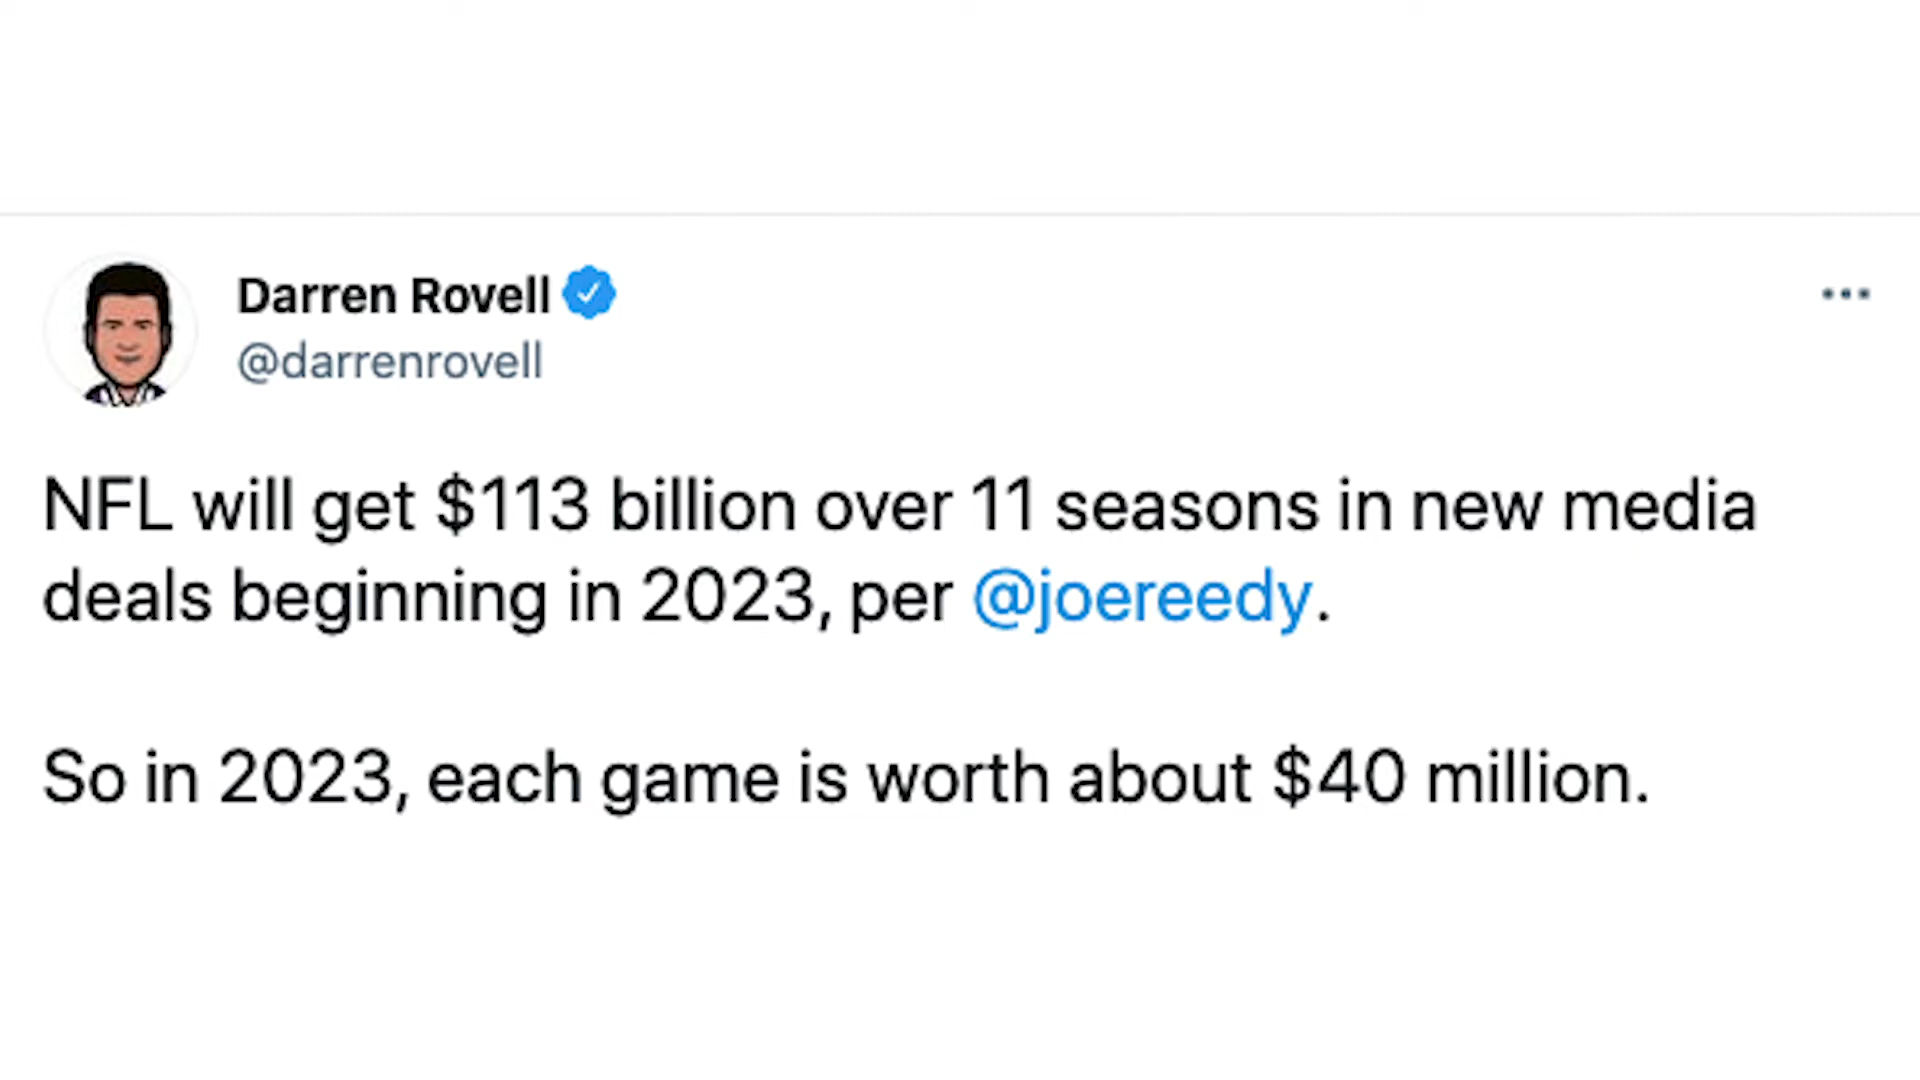 Darren Rovell
@darrenrovell
NFL will get $113 billion over 11 seasons in new media
deals beginning in 2023, per @joereedy.
So in 2023, each game is worth about $40 million.